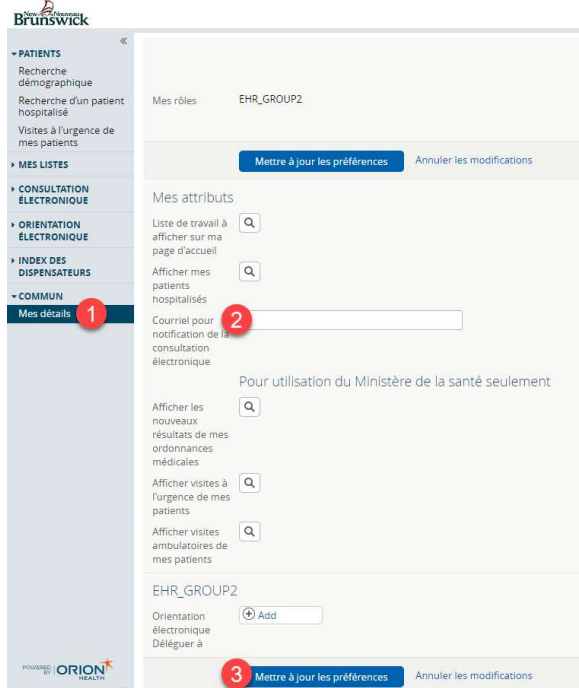 New Nouveau
Brunswick
«
PATIENTS
Recherche
démographique
Recherche d'un patient
hospitalisé
Visites à l'urgence de
mes patients
MES LISTES
CONSULTATION
ÉLECTRONIQUE
ORIENTATION
ÉLECTRONIQUE
INDEX DES
DISPENSATEURS
COMMUN
Mes détails
1
POWERED
BY
ORION
HEALTH
Mes rôles EHR_GROUP2
Mettre à jour les préférences Annuler les modifications
Mes attributs
Liste de travail à
afficher sur ma
page d'accueil
Afficher mes
patients
hospitalisés
Courriel pour
notification de la
consultation
électronique
2
Pour utilisation du Ministère de la santé seulement
Afficher les
nouveaux
résultats de mes
ordonnances
médicales
Afficher visites à
l'urgence de mes
patients
Afficher visites
ambulatoires de
mes patients
EHR_GROUP2
Orientation
électronique
Déléguer à
Add
3
Mettre à jour les préférences Annuler les modifications